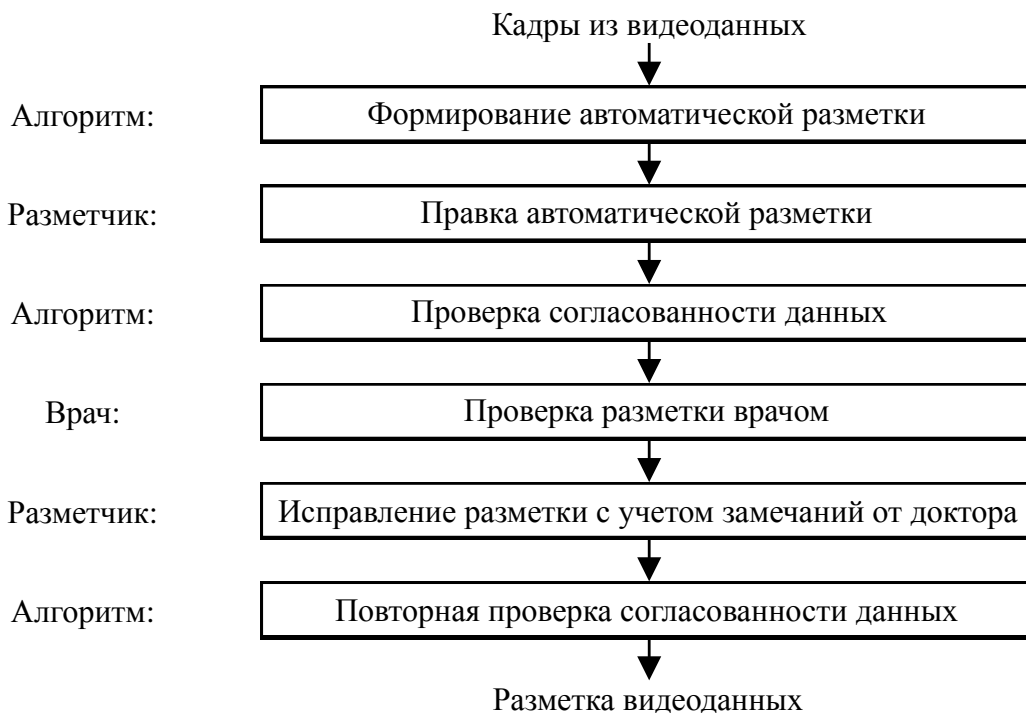 Кадры из видеоданных
Алгоритм:
Формирование автоматической разметки
Разметчик:
Правка автоматической разметки
Алгоритм:
Проверка согласованности данных
Врач:
Проверка разметки врачом
Разметчик:
Исправление разметки с учетом замечаний от доктора
Алгоритм:
Повторная проверка согласованности данных
Разметка видеоданных